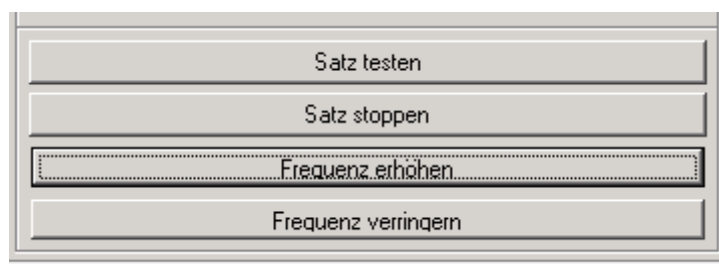 Satz testen
Satz stoppen
Frequenz erhöhen
Frequenz verringern